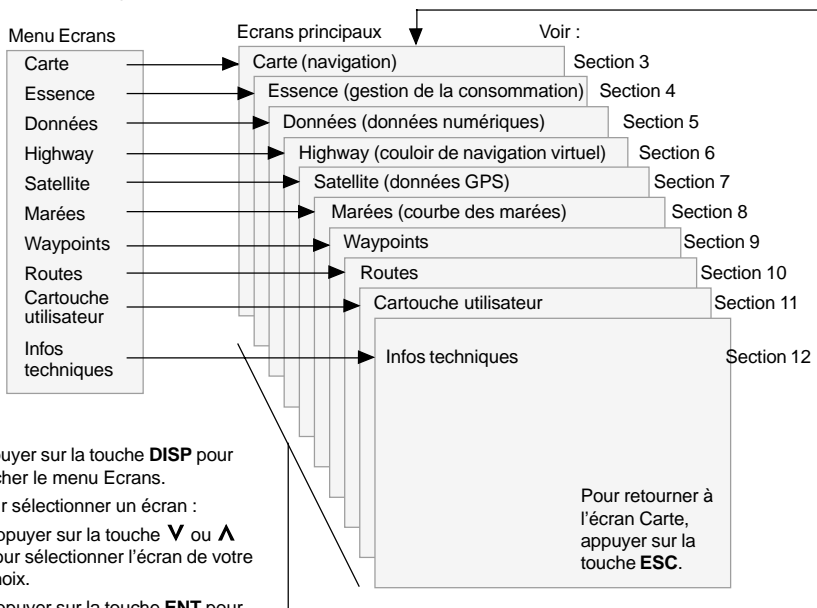 Menu Ecrans
Ecrans principaux
Voir :
Carte
Essence
Données
Highway
Satellite
Marées
Waypoints
Routes
Cartouche
utilisateur
Infos
techniques
Carte (navigation)
Section 3
Essence (gestion de la consommation)
Section 4
Données (données numériques)
Section 5
Highway (couloir de navigation virtuel)
Section 6
Satellite (données GPS)
Section 7
Marées (courbe des marées)
Section 8
Waypoints
Section 9
Routes
Section 10
Cartouche utilisateur
Section 11
Infos techniques
Section 12
Pour retourner à
l'écran Carte,
appuyer sur la
touche ESC.
puyer sur la touche DISP pour
cher le menu Ecrans.
r sélectionner un écran :
ppuyer sur la touche V ou Λ
our sélectionner l'écran de votre
hoix.
ppuyer sur la touche ENT pour